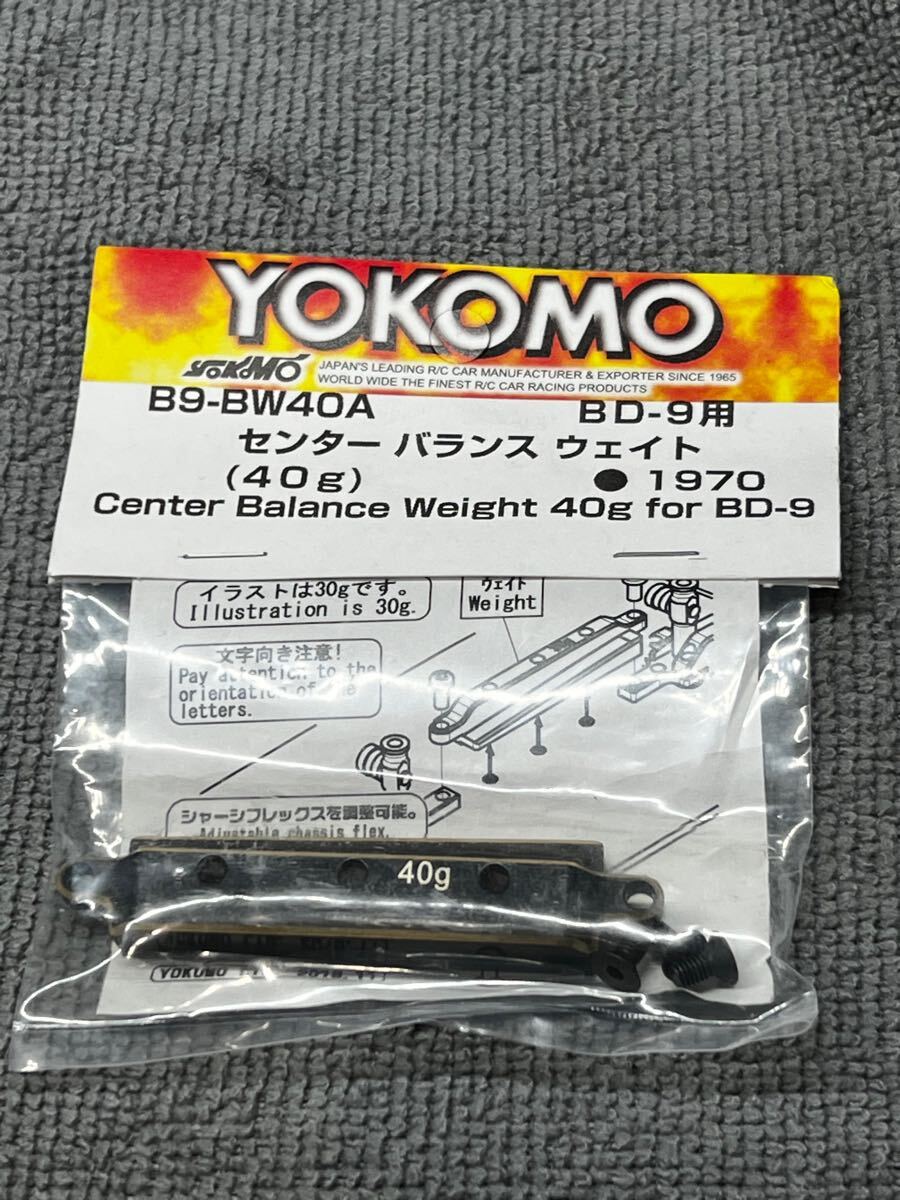 YOKOMO
YOKOMO JAPAN'S LEADING R/C CAR MANUFACTURER & EXPORTER SINCE 1965
WORLD WIDE THE FINEST R/C CAR RACING PRODUCTS
B9-BW40A BD-9用
センター バランス ウェイト
(40g) ● 1970
Center Balance Weight 40g for BD-9
イラストは30gです。
Illustration is 30g.
ウェイト
Weight
文字向き注意!
Pay attention to the
orientation of the
letters.
シャーシフレックスを調整可能。
Adjustable chassis flex.
40g
YOKOMO